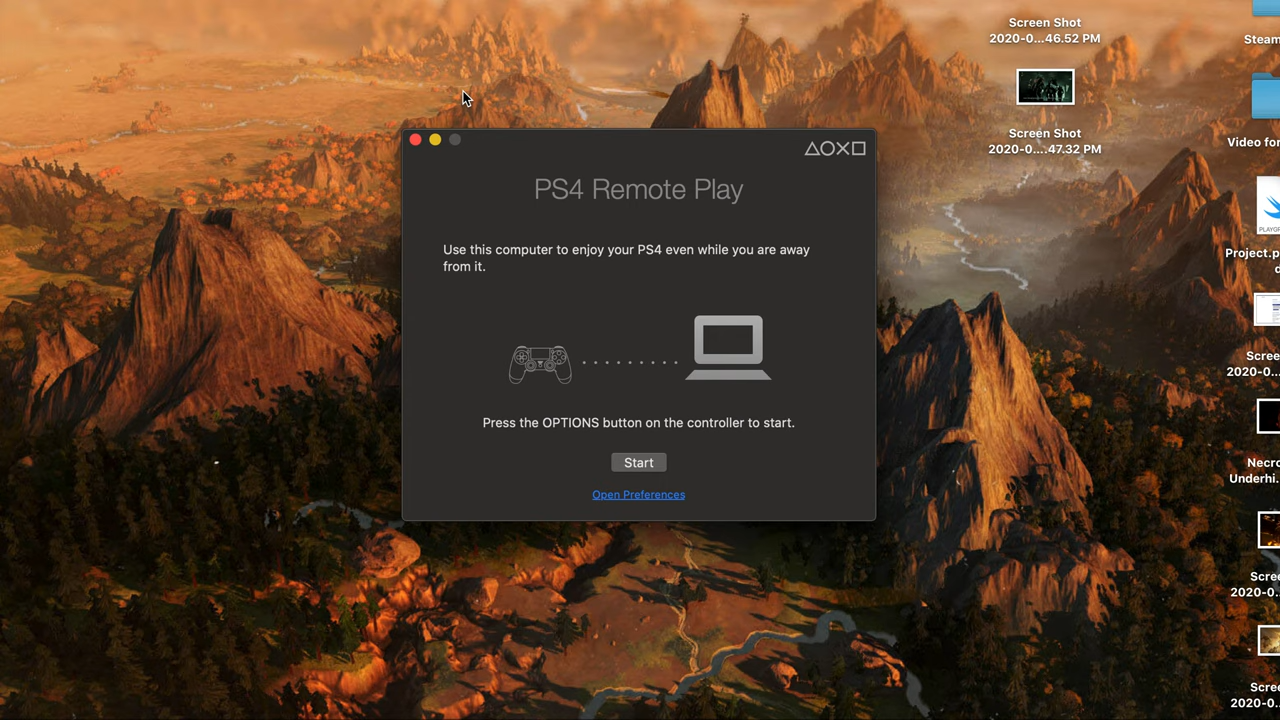 PS4 Remote Play
Use this computer to enjoy your PS4 even while you are away
from it.
Press the OPTIONS button on the controller to start.
Start
Open Preferences
Screen Shot
2020-0...46.52 PM
Screen Shot
2020-0....47.32 PM
Steam
Video for
PLAYGR
Project.p
Scree
2020-0...
Necro
Underhi...
Scree
2020-0...
Scree
2020-0...